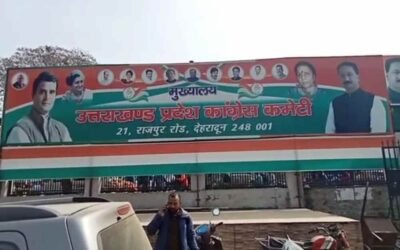 मुख्यालय
उत्तराखण्ड प्रदेश कांग्रेस कमेटी
21, राजपुर रोड, देहरादून 248 001